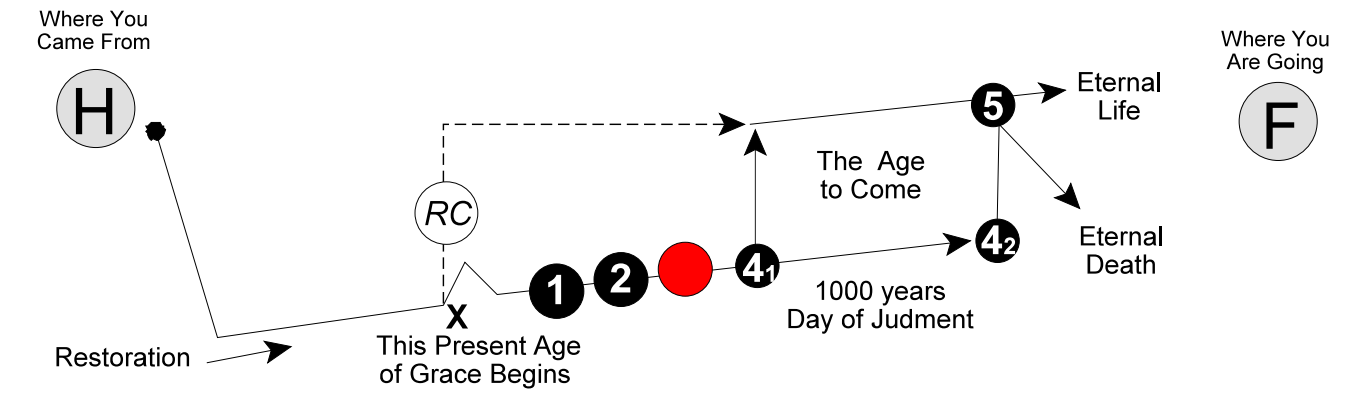 Where You
Came From
H
Where You
Are Going
F
5
Eternal
Life
The Age
to Come
RC
1
2
41
42
Eternal
Death
1000 years
Day of Judment
X
This Present Age
of Grace Begins
Restoration